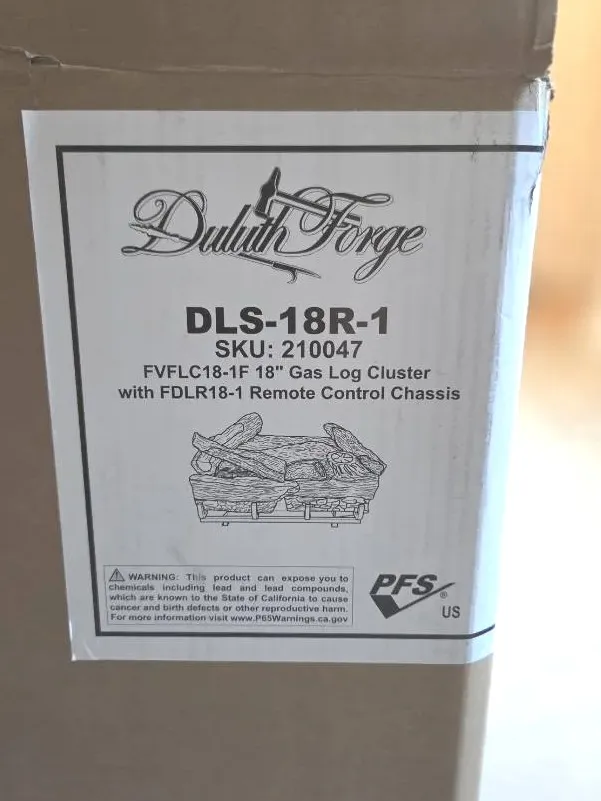 Duluth Forge
DLS-18R-1
SKU: 210047
FVFLC18-1F 18" Gas Log Cluster
with FDLR18-1 Remote Control Chassis
⚠ WARNING: This product can expose you to
chemicals including lead and lead compounds,
which are known to the State of California to cause
cancer and birth defects or other reproductive harm.
For more information visit www.P65Warnings.ca.gov
PFS®
US